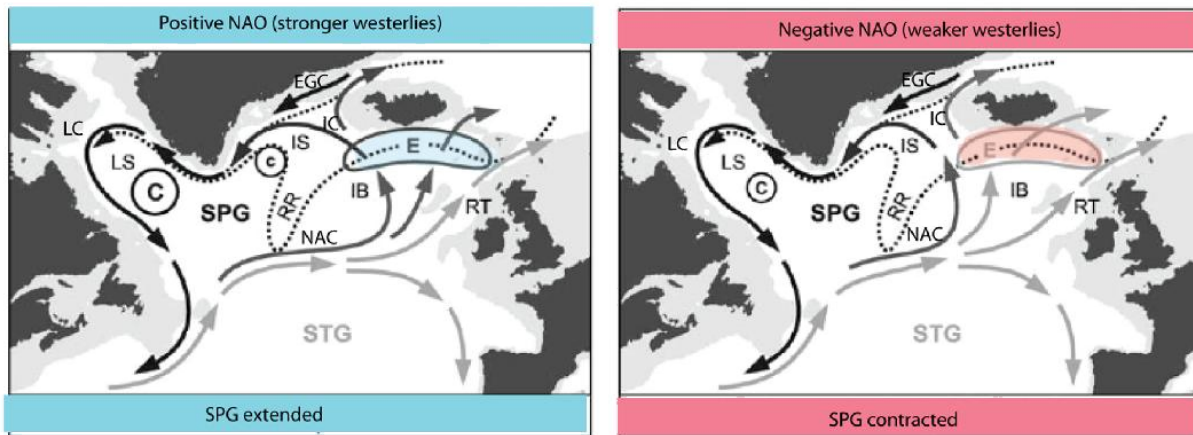 Positive NAO (stronger westerlies)
EGC
LC
IS
IC
E
LS
C
C
SPG
RR
IB
NAC
RT
STG
SPG extended
Negative NAO (weaker westerlies)
EGC
LC
IS
IC
E
LS
C
SPG
RR
IB
NAC
RT
STG
SPG contracted